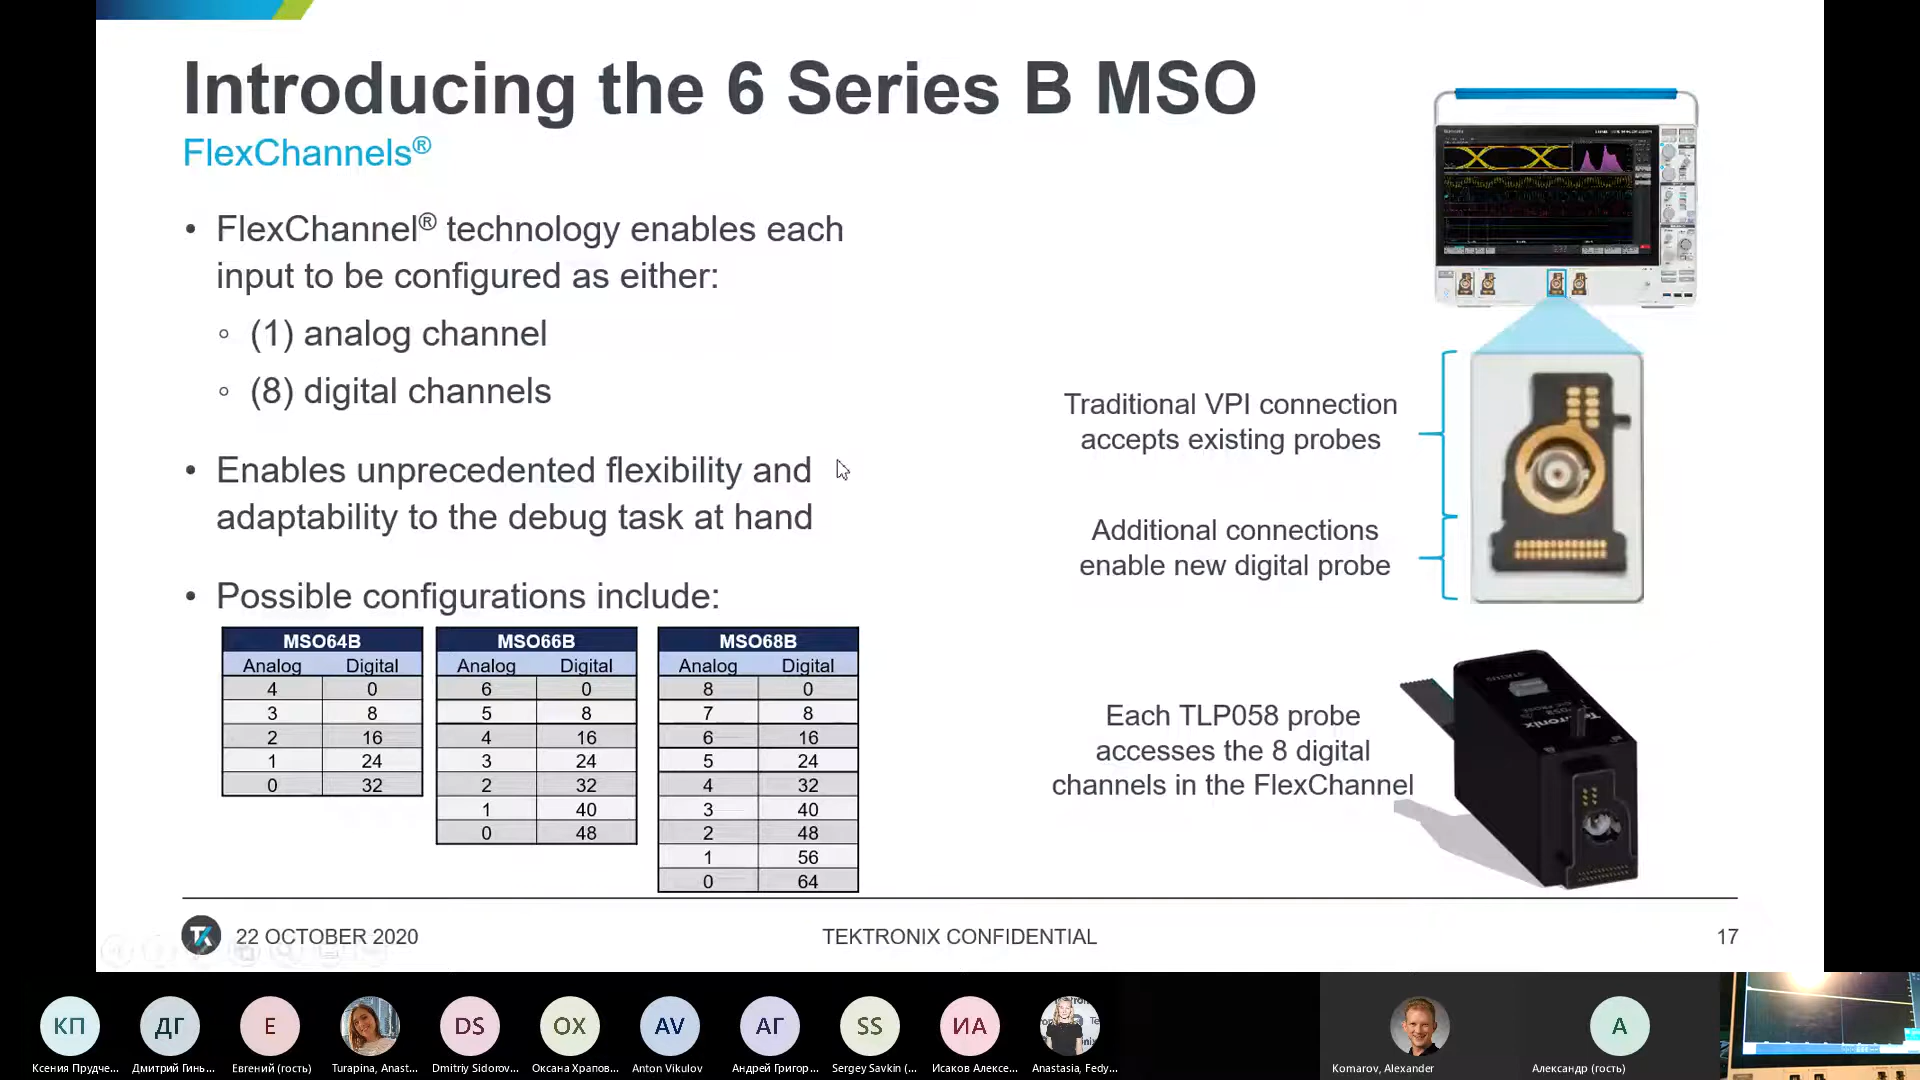 Introducing the 6 Series B MSO
FlexChannels®
• FlexChannel® technology enables each
input to be configured as either:
◦ (1) analog channel
◦ (8) digital channels
• Enables unprecedented flexibility and
adaptability to the debug task at hand
• Possible configurations include:
MSO64B
Analog Digital
4 0
3 8
2 16
1 24
0 32
MSO66B
Analog Digital
6 0
5 8
4 16
3 24
2 32
1 40
0 48
MSO68B
Analog Digital
8 0
7 8
6 16
5 24
4 32
3 40
2 48
1 56
0 64
Traditional VPI connection
accepts existing probes
Additional connections
enable new digital probe
Each TLP058 probe
accesses the 8 digital
channels in the FlexChannel
22 OCTOBER 2020
TEKTRONIX CONFIDENTIAL
17
КП
ДГ
Е
DS
ОХ
AV
АГ
SS
ИА
А
Ксения Прудче...
Дмитрий Гинь...
Евгений (гость)
Turapina, Anast...
Dmitriy Sidorov...
Оксана Храпов...
Anton Vikulov
Андрей Григор...
Sergey Savkin (...
Исаков Алексе...
Anastasia, Fedy...
Komarov, Alexander
Александр (гость)